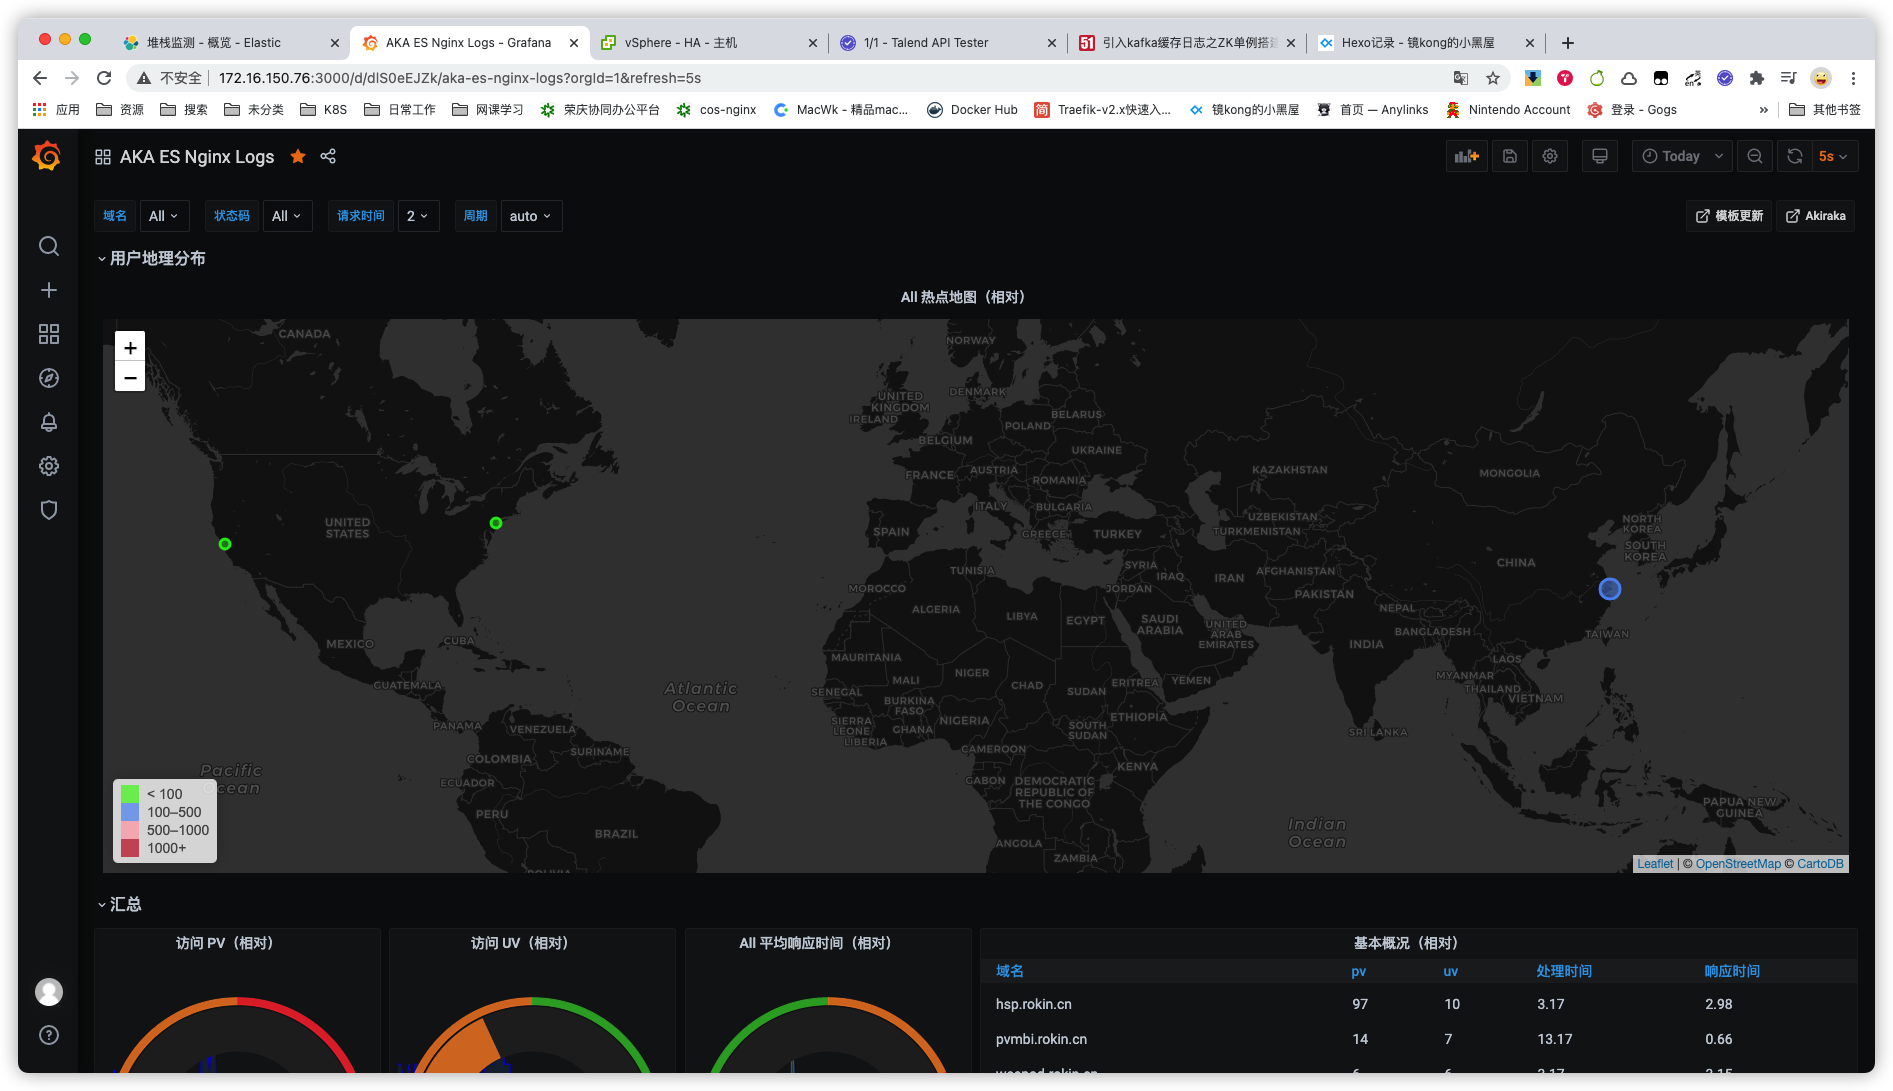 堆栈监测 - 概览 - Elastic
AKA ES Nginx Logs - Grafana
vSphere - HA - 主机
1/1 - Talend API Tester
引入kafka缓存日志之ZK单例搭建
Hexo记录 - 镜kong的小黑屋
不安全 172.16.150.76:3000/d/dlS0eEJZk/aka-es-nginx-logs?orgId=1&refresh=5s
应用 资源 搜索 未分类 K8S 日常工作 网课学习 荣庆协同办公平台 cos-nginx MacWk - 精品mac... Docker Hub 简 Traefik-v2.x快速入... 镜kong的小黑屋 首页 — Anylinks Nintendo Account 登录 - Gogs » 其他书签
AKA ES Nginx Logs
Today
5s
域名 All 状态码 All 请求时间 2 周期 auto
模板更新 Akiraka
用户地理分布
All 热点地图（相对）
+
−
CANADA
NORWAY
DENMARK
UNITED KINGDOM
IRELAND
BELARUS
POLAND
BELGIUM
UKRAINE
FRANCE
AUSTRIA
ROMANIA
KAZAKHSTAN
MONGOLIA
ITALY
BULGARIA
UZBEKISTAN
UNITED STATES
SPAIN
GREECE
TURKEY
TURKMENISTAN
NORTH KOREA
SOUTH KOREA
TUNISIA
SYRIA
IRAQ
IRAN
AFGHANISTAN
CHINA
MOROCCO
JORDAN
PAKISTAN
ALGERIA
LIBYA
EGYPT
SAUDI ARABIA
UNITED ARAB EMIRATES
NEPAL
BANGLADESH
TAIWAN
MEXICO
CUBA
INDIA
MAURITANIA
LAOS
GUATEMALA
Atlantic Ocean
SENEGAL
MALI
NIGER
CHAD
SUDAN
ERITREA
YEMEN
MYANMAR
THAILAND
VIETNAM
BURKINA FASO
PANAMA
VENEZUELA
SIERRA LEONE
GHANA
NIGERIA
SOUTH SUDAN
ETHIOPIA
SRI LANKA
LIBERIA
CAMEROON
SURINAME
COLOMBIA
ECUADOR
GABON
DEMOCRATIC REPUBLIC OF THE CONGO
KENYA
Pacific Ocean
PERU
BRAZIL
PAPUA NEW GUINEA
Indian Ocean
ANGOLA
ZAMBIA
BOLIVIA
< 100
100–500
500–1000
1000+
Leaflet | © OpenStreetMap © CartoDB
汇总
访问 PV（相对）
访问 UV（相对）
All 平均响应时间（相对）
基本概况（相对）
域名 pv uv 处理时间 响应时间
hsp.rokin.cn 97 10 3.17 2.98
pvmbi.rokin.cn 14 7 13.17 0.66